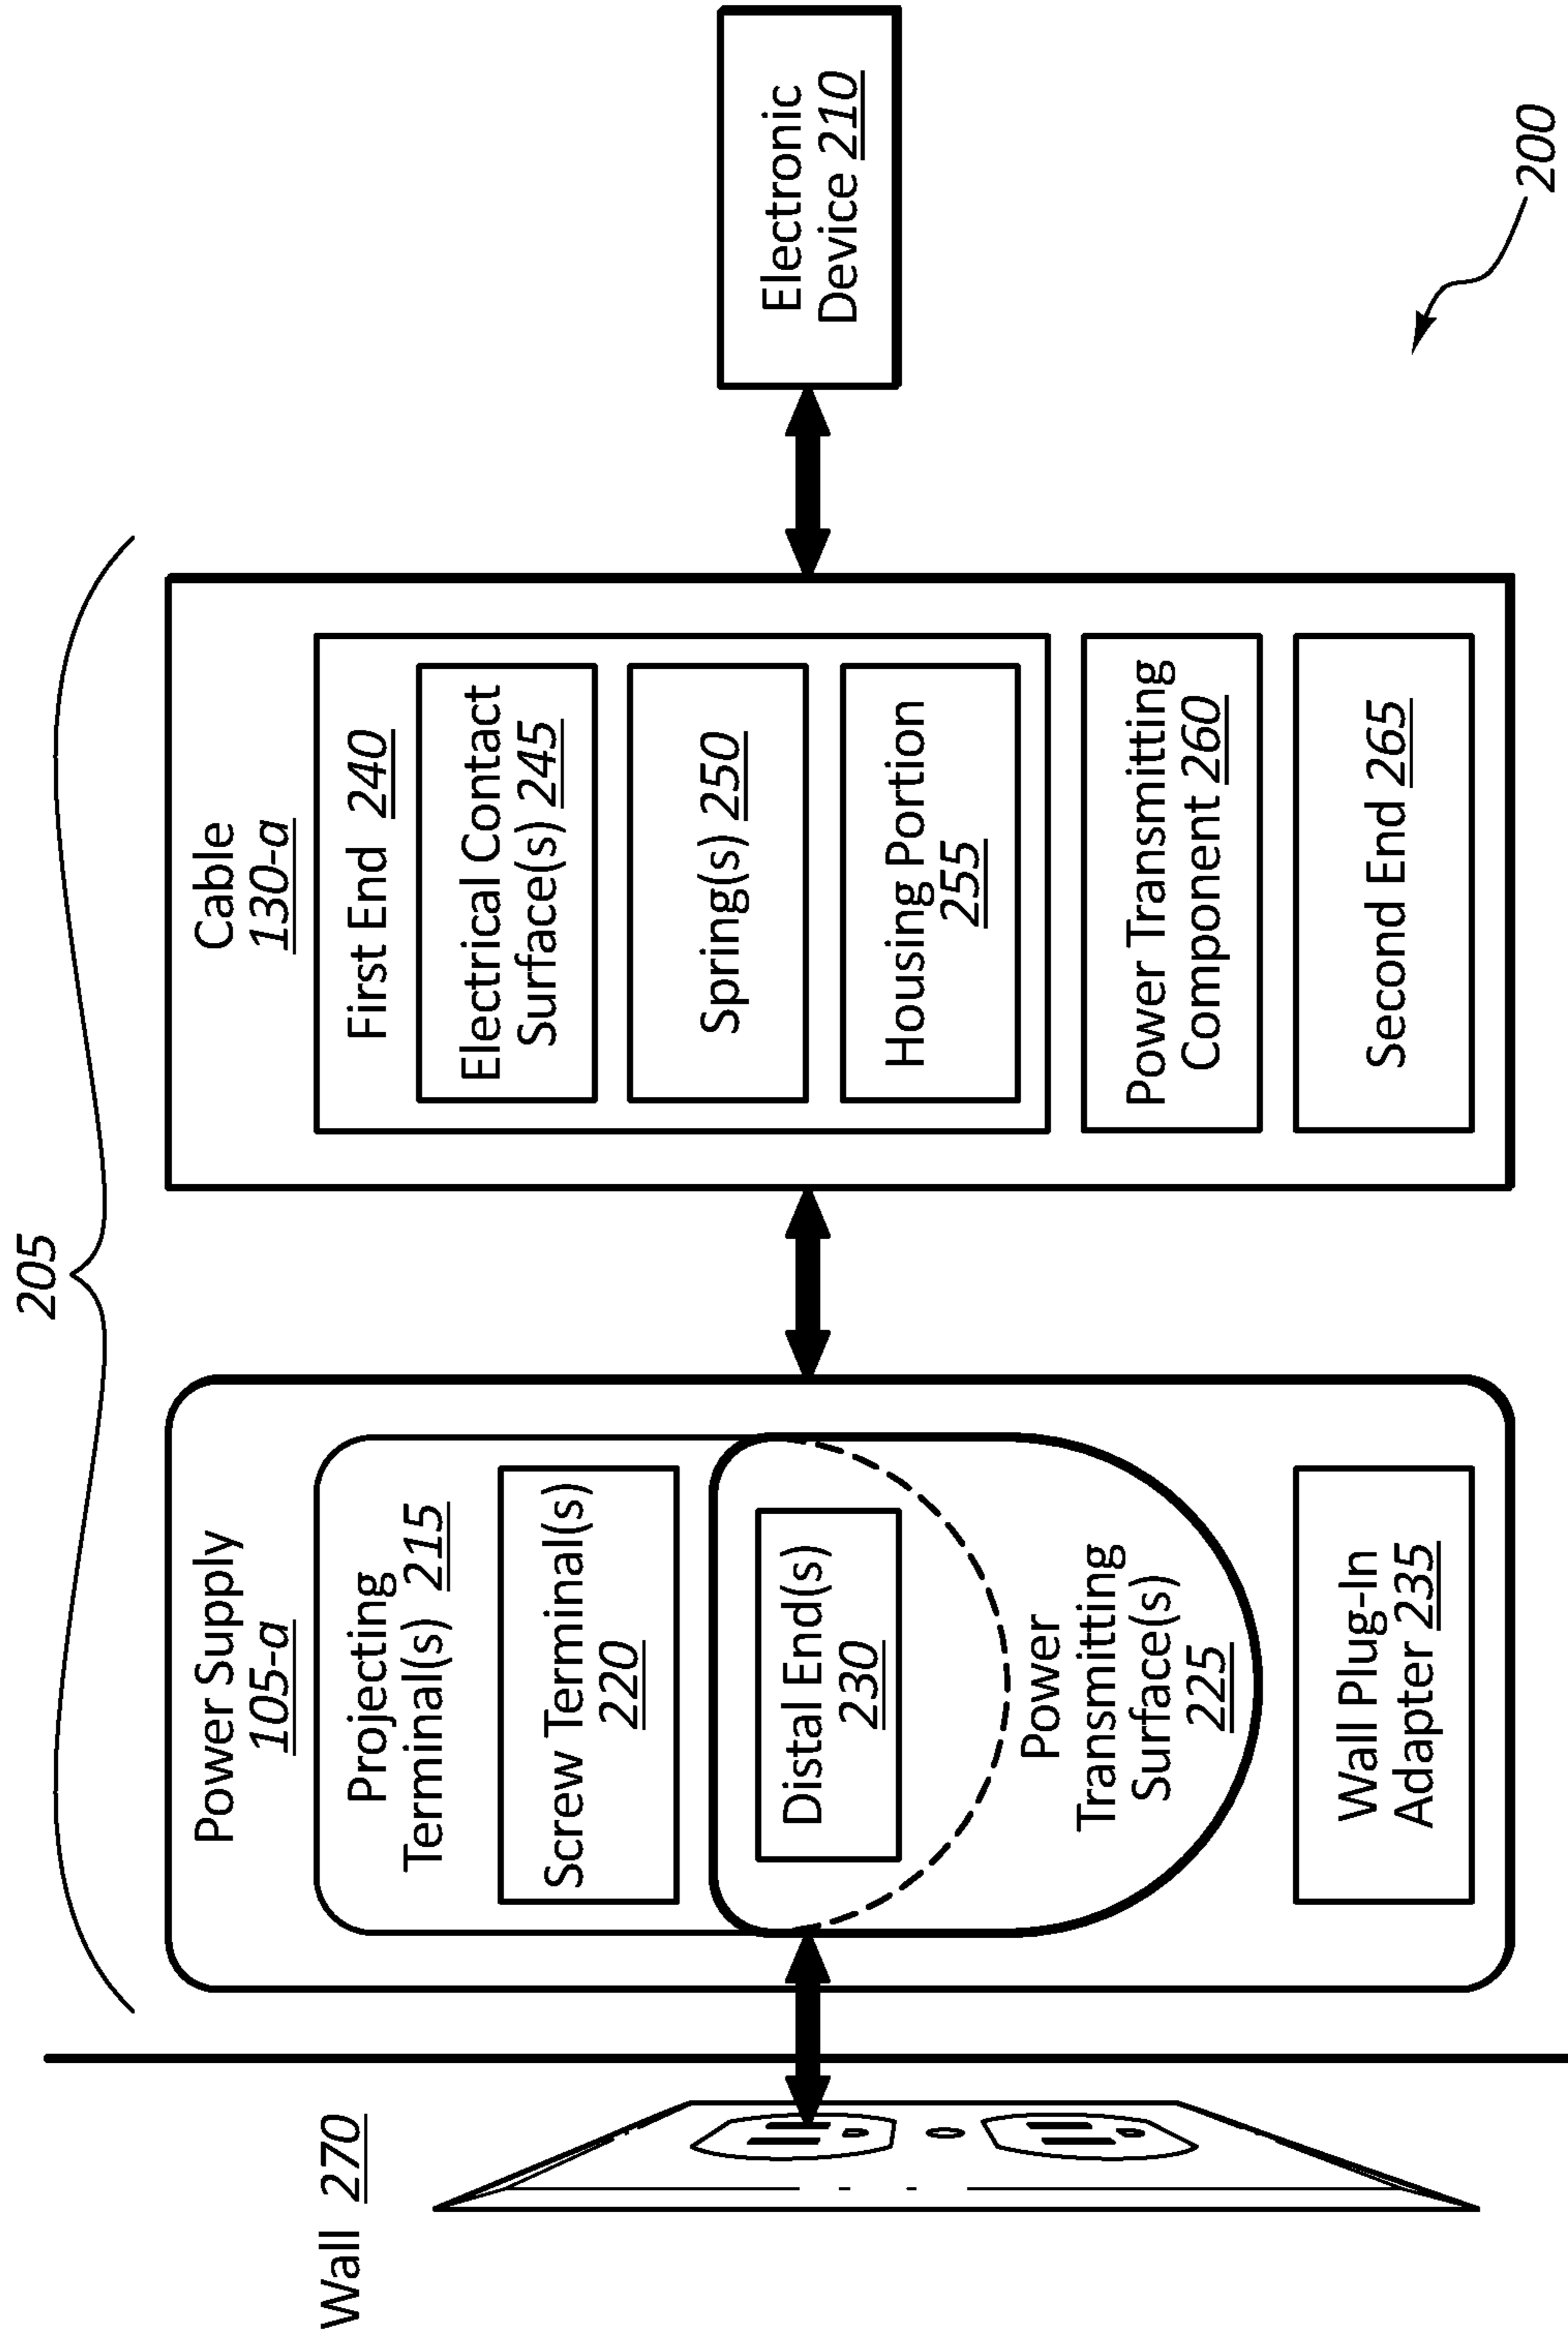 205
Wall 270
Power Supply
105-a
Projecting
Terminal(s) 215
Screw Terminal(s)
220
Distal End(s)
230
Power
Transmitting
Surface(s)
225
Wall Plug-In
Adapter 235
Cable
130-a
First End 240
Electrical Contact
Surface(s) 245
Spring(s) 250
Housing Portion
255
Power Transmitting
Component 260
Second End 265
Electronic
Device 210
200